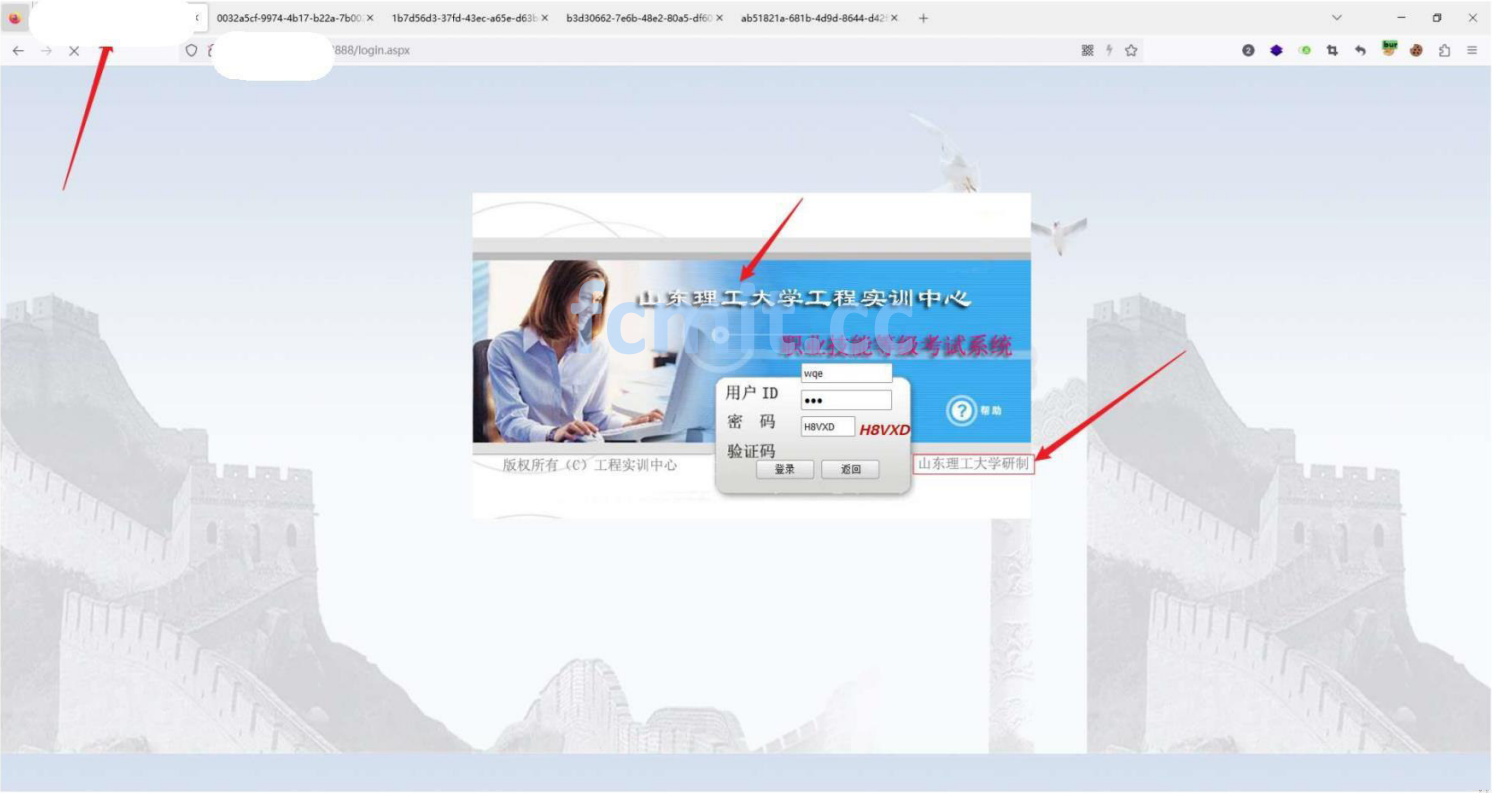 0032a5cf-9974-4b17-b22a-7b00
1b7d56d3-37fd-43ec-a65e-d63b
b3d30662-7e6b-48e2-80a5-df60
ab51821a-681b-4d9d-8644-d42
888/login.aspx
山东理工大学工程实训中心
职业技能等级考试系统
wqe
用户 ID
•••
帮助
密 码
H8VXD
H8VXD
验证码
版权所有（C）工程实训中心
登录
返回
山东理工大学研制